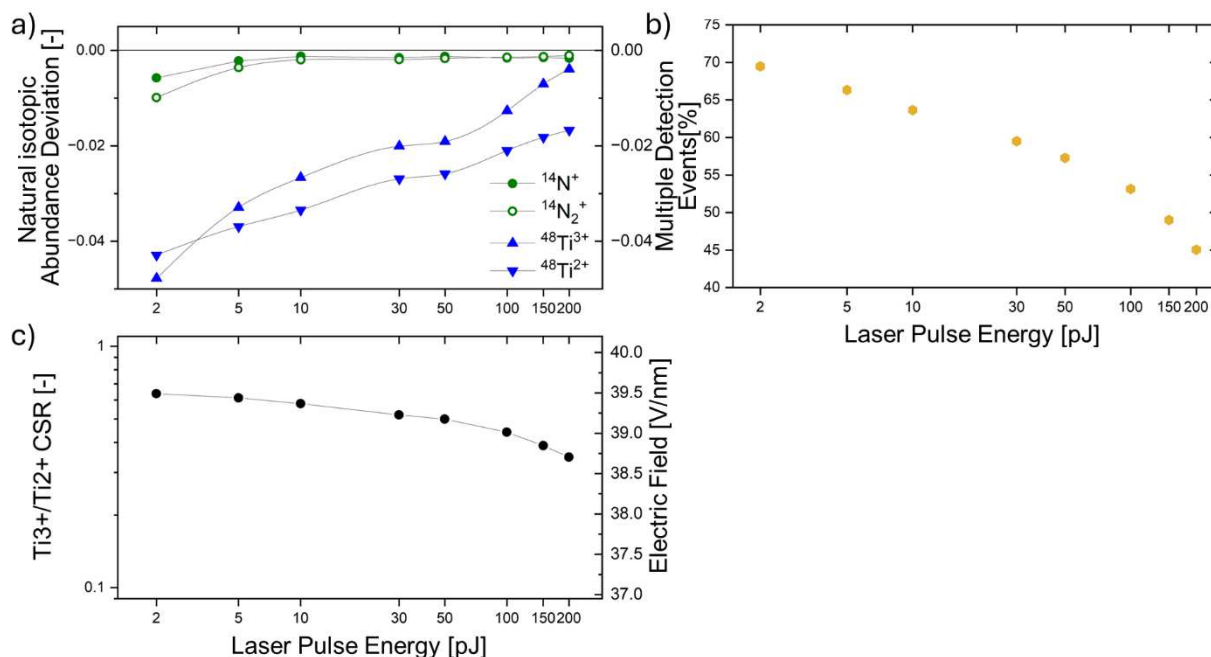 a)
Natural isotopic
Abundance Deviation [-]
0.00
−0.02
−0.04
0.00
−0.02
−0.04
14N+
14N2+
48Ti3+
48Ti2+
2 5 10 30 50 100 150 200
b)
Multiple Detection
Events[%]
75
70
65
60
55
50
45
40
2 5 10 30 50 100 150 200
Laser Pulse Energy [pJ]
c)
Ti3+/Ti2+ CSR [-]
1
0.1
40.0
39.5
39.0
38.5
38.0
37.5
37.0
Electric Field [V/nm]
2 5 10 30 50 100 150 200
Laser Pulse Energy [pJ]